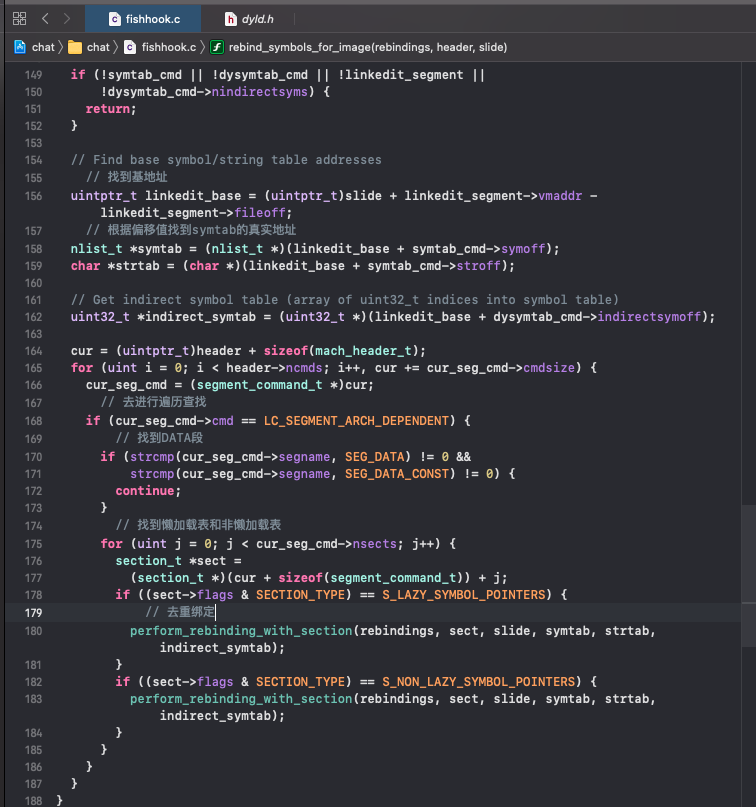 fishhook.c
dyld.h
chat
chat
fishhook.c
rebind_symbols_for_image(rebindings, header, slide)
149 if (!symtab_cmd || !dysymtab_cmd || !linkedit_segment ||
150 !dysymtab_cmd->nindirectsyms) {
151 return;
152 }
153
154 // Find base symbol/string table addresses
155 // 找到基地址
156 uintptr_t linkedit_base = (uintptr_t)slide + linkedit_segment->vmaddr -
linkedit_segment->fileoff;
157 // 根据偏移值找到symtab的真实地址
158 nlist_t *symtab = (nlist_t *)(linkedit_base + symtab_cmd->symoff);
159 char *strtab = (char *)(linkedit_base + symtab_cmd->stroff);
160
161 // Get indirect symbol table (array of uint32_t indices into symbol table)
162 uint32_t *indirect_symtab = (uint32_t *)(linkedit_base + dysymtab_cmd->indirectsymoff);
163
164 cur = (uintptr_t)header + sizeof(mach_header_t);
165 for (uint i = 0; i < header->ncmds; i++, cur += cur_seg_cmd->cmdsize) {
166 cur_seg_cmd = (segment_command_t *)cur;
167 // 去进行遍历查找
168 if (cur_seg_cmd->cmd == LC_SEGMENT_ARCH_DEPENDENT) {
169 // 找到DATA段
170 if (strcmp(cur_seg_cmd->segname, SEG_DATA) != 0 &&
171 strcmp(cur_seg_cmd->segname, SEG_DATA_CONST) != 0) {
172 continue;
173 }
174 // 找到懒加载表和非懒加载表
175 for (uint j = 0; j < cur_seg_cmd->nsects; j++) {
176 section_t *sect =
177 (section_t *)(cur + sizeof(segment_command_t)) + j;
178 if ((sect->flags & SECTION_TYPE) == S_LAZY_SYMBOL_POINTERS) {
179 // 去重绑定
180 perform_rebinding_with_section(rebindings, sect, slide, symtab, strtab,
indirect_symtab);
181 }
182 if ((sect->flags & SECTION_TYPE) == S_NON_LAZY_SYMBOL_POINTERS) {
183 perform_rebinding_with_section(rebindings, sect, slide, symtab, strtab,
indirect_symtab);
184 }
185 }
186 }
187 }
188 }